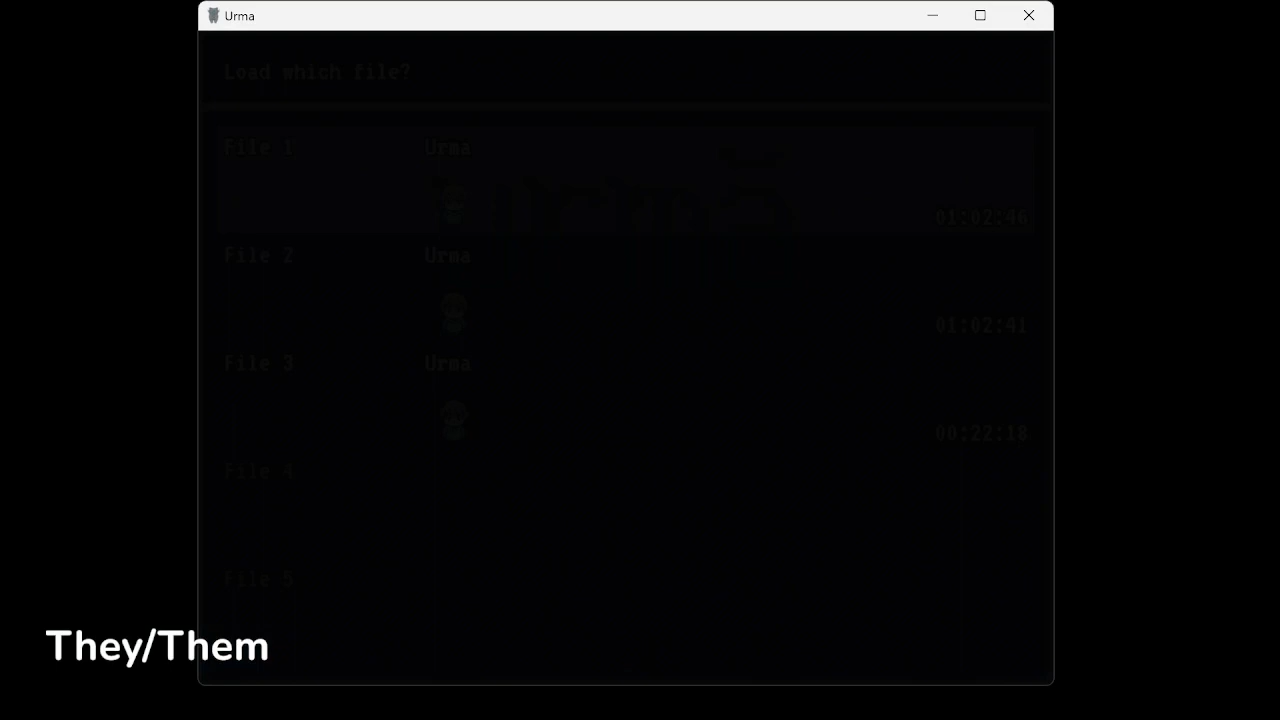 Urma
Load which file?
File 1 Urma
01:02:46
File 2 Urma
01:02:41
File 3 Urma
00:22:18
File 4
File 5
They/Them